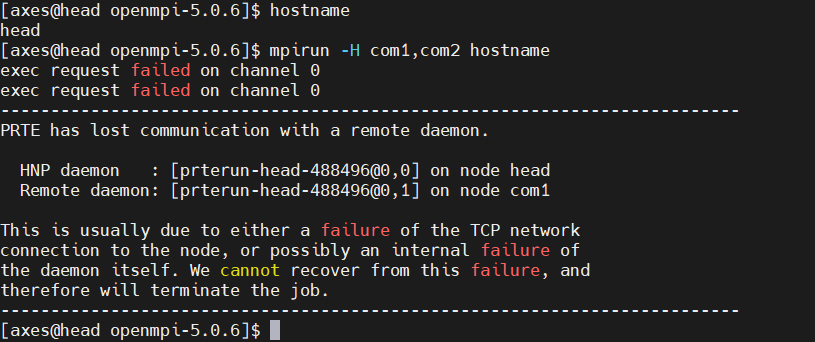 [axes@head openmpi-5.0.6]$ hostname
head
[axes@head openmpi-5.0.6]$ mpirun -H com1,com2 hostname
exec request failed on channel 0
exec request failed on channel 0
--------------------------------------------------------------------------
PRTE has lost communication with a remote daemon.

  HNP daemon   : [prterun-head-488496@0,0] on node head
  Remote daemon: [prterun-head-488496@0,1] on node com1

This is usually due to either a failure of the TCP network
connection to the node, or possibly an internal failure of
the daemon itself. We cannot recover from this failure, and
therefore will terminate the job.
--------------------------------------------------------------------------
[axes@head openmpi-5.0.6]$